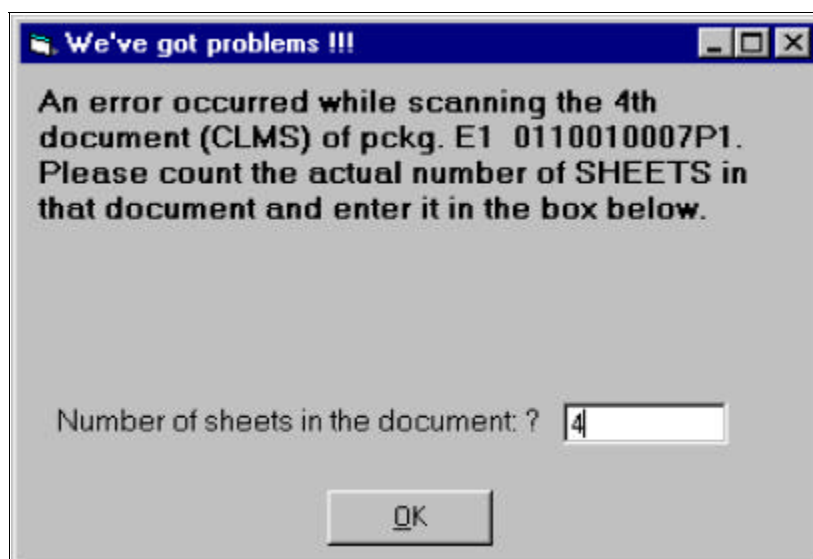 We've got problems !!!
An error occurred while scanning the 4th
document (CLMS) of pckg. E1  0110010007P1.
Please count the actual number of SHEETS in
that document and enter it in the box below.
Number of sheets in the document: ? 4
OK